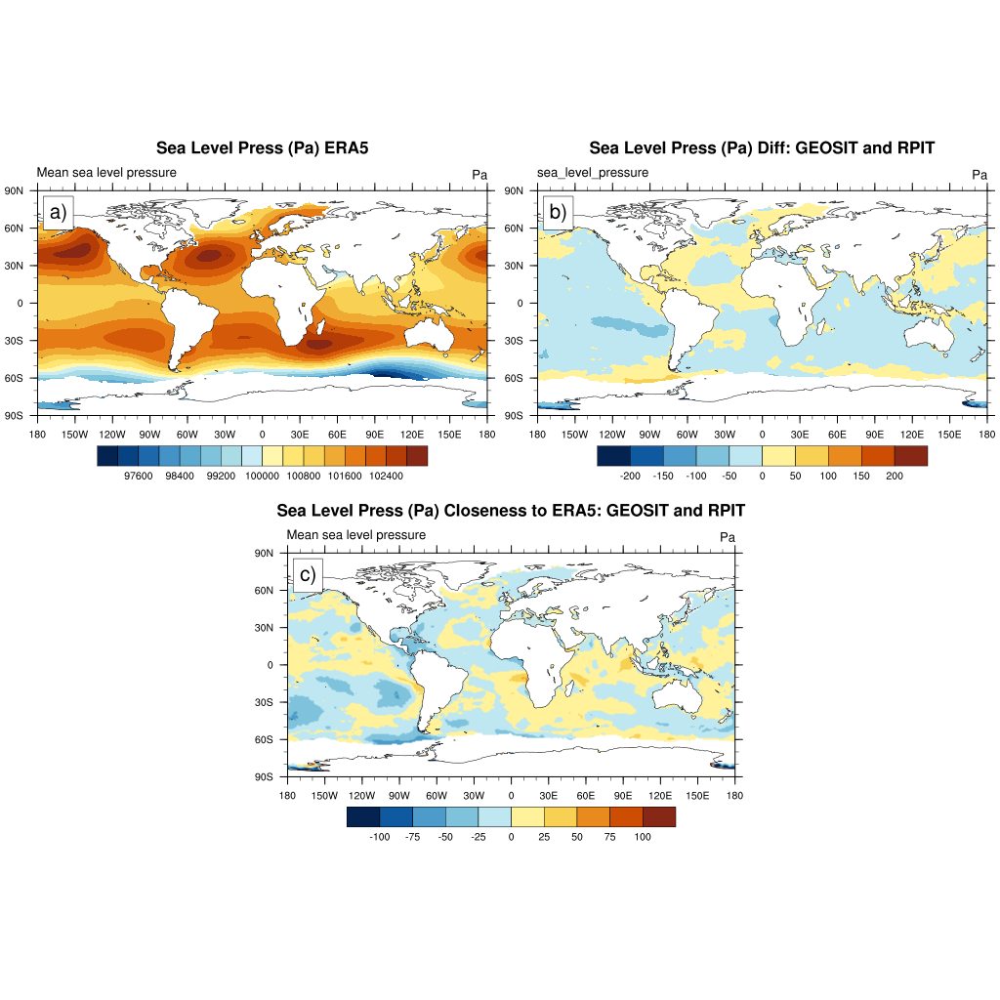 Sea Level Press (Pa) ERA5
Mean sea level pressure Pa
a)
90N
60N
30N
0
30S
60S
90S
180 150W 120W 90W 60W 30W 0 30E 60E 90E 120E 150E
97600 98400 99200 100000 100800 101600 102400
Sea Level Press (Pa) Diff: GEOSIT and RPIT
sea_level_pressure Pa
b)
90N
60N
30N
0
30S
60S
90S
180 150W 120W 90W 60W 30W 0 30E 60E 90E 120E 150E 180
-200 -150 -100 -50 0 50 100 150 200
Sea Level Press (Pa) Closeness to ERA5: GEOSIT and RPIT
Mean sea level pressure Pa
c)
90N
60N
30N
0
30S
60S
90S
180 150W 120W 90W 60W 30W 0 30E 60E 90E 120E 150E 180
-100 -75 -50 -25 0 25 50 75 100